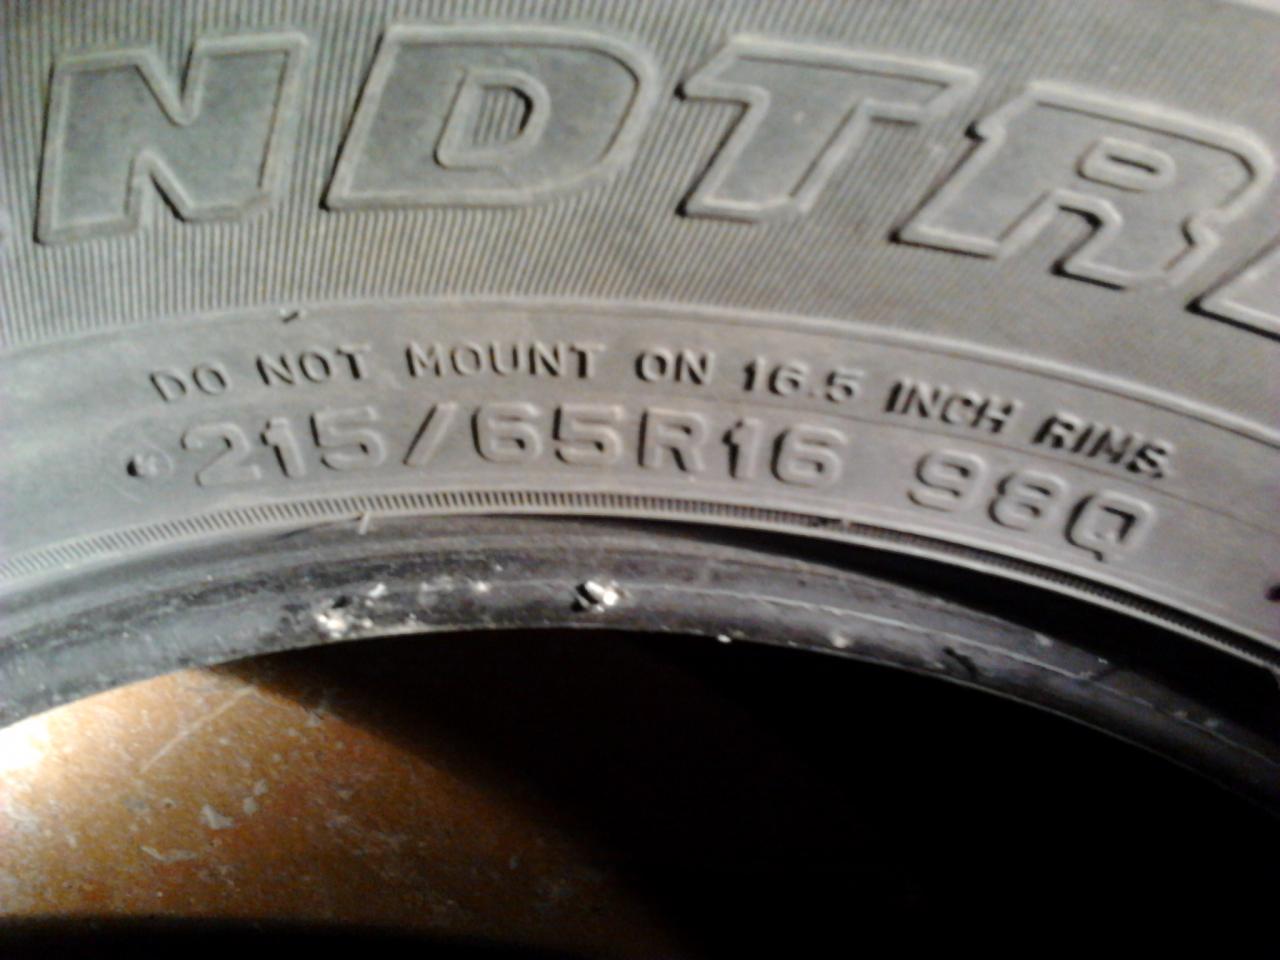 NDTR
DO NOT MOUNT ON 16.5 INCH RIMS.
215/65R16 98Q